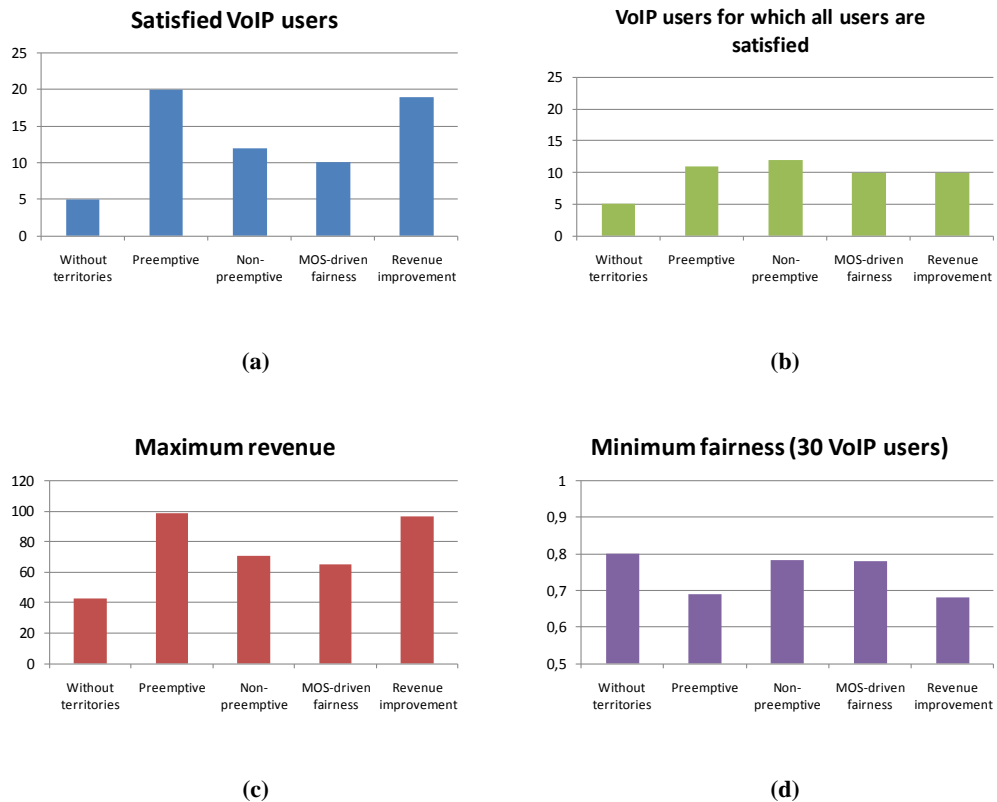 Satisfied VoIP users
25
20
15
10
5
0
Without
territories
Preemptive
Non-
preemptive
MOS-driven
fairness
Revenue
improvement
(a)
VoIP users for which all users are
satisfied
25
20
15
10
5
0
Without
territories
Preemptive
Non-
preemptive
MOS-driven
fairness
Revenue
improvement
(b)
Maximum revenue
120
100
80
60
40
20
0
Without
territories
Preemptive
Non-
preemptive
MOS-driven
fairness
Revenue
improvement
(c)
Minimum fairness (30 VoIP users)
1
0,9
0,8
0,7
0,6
0,5
Without
territories
Preemptive
Non-
preemptive
MOS-driven
fairness
Revenue
improvement
(d)